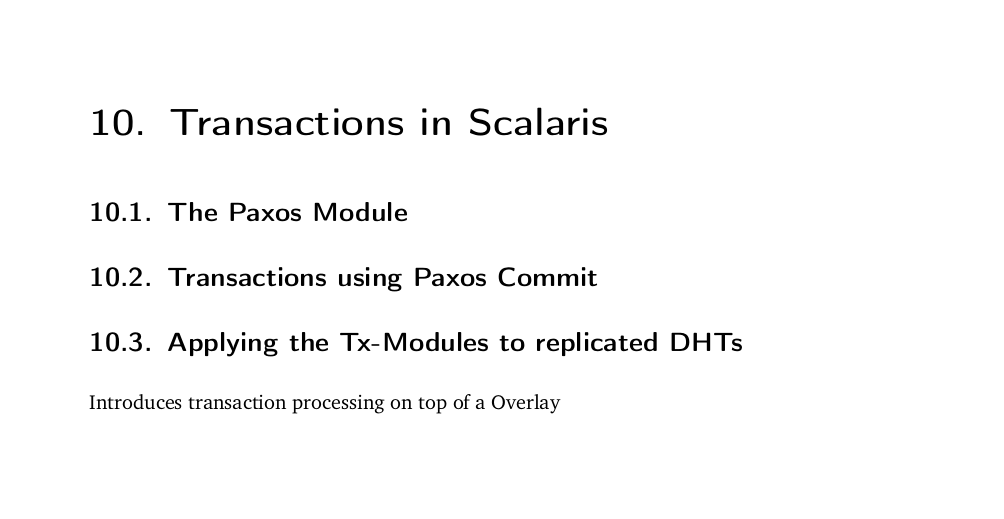 10. Transactions in Scalaris
10.1. The Paxos Module
10.2. Transactions using Paxos Commit
10.3. Applying the Tx-Modules to replicated DHTs
Introduces transaction processing on top of a Overlay